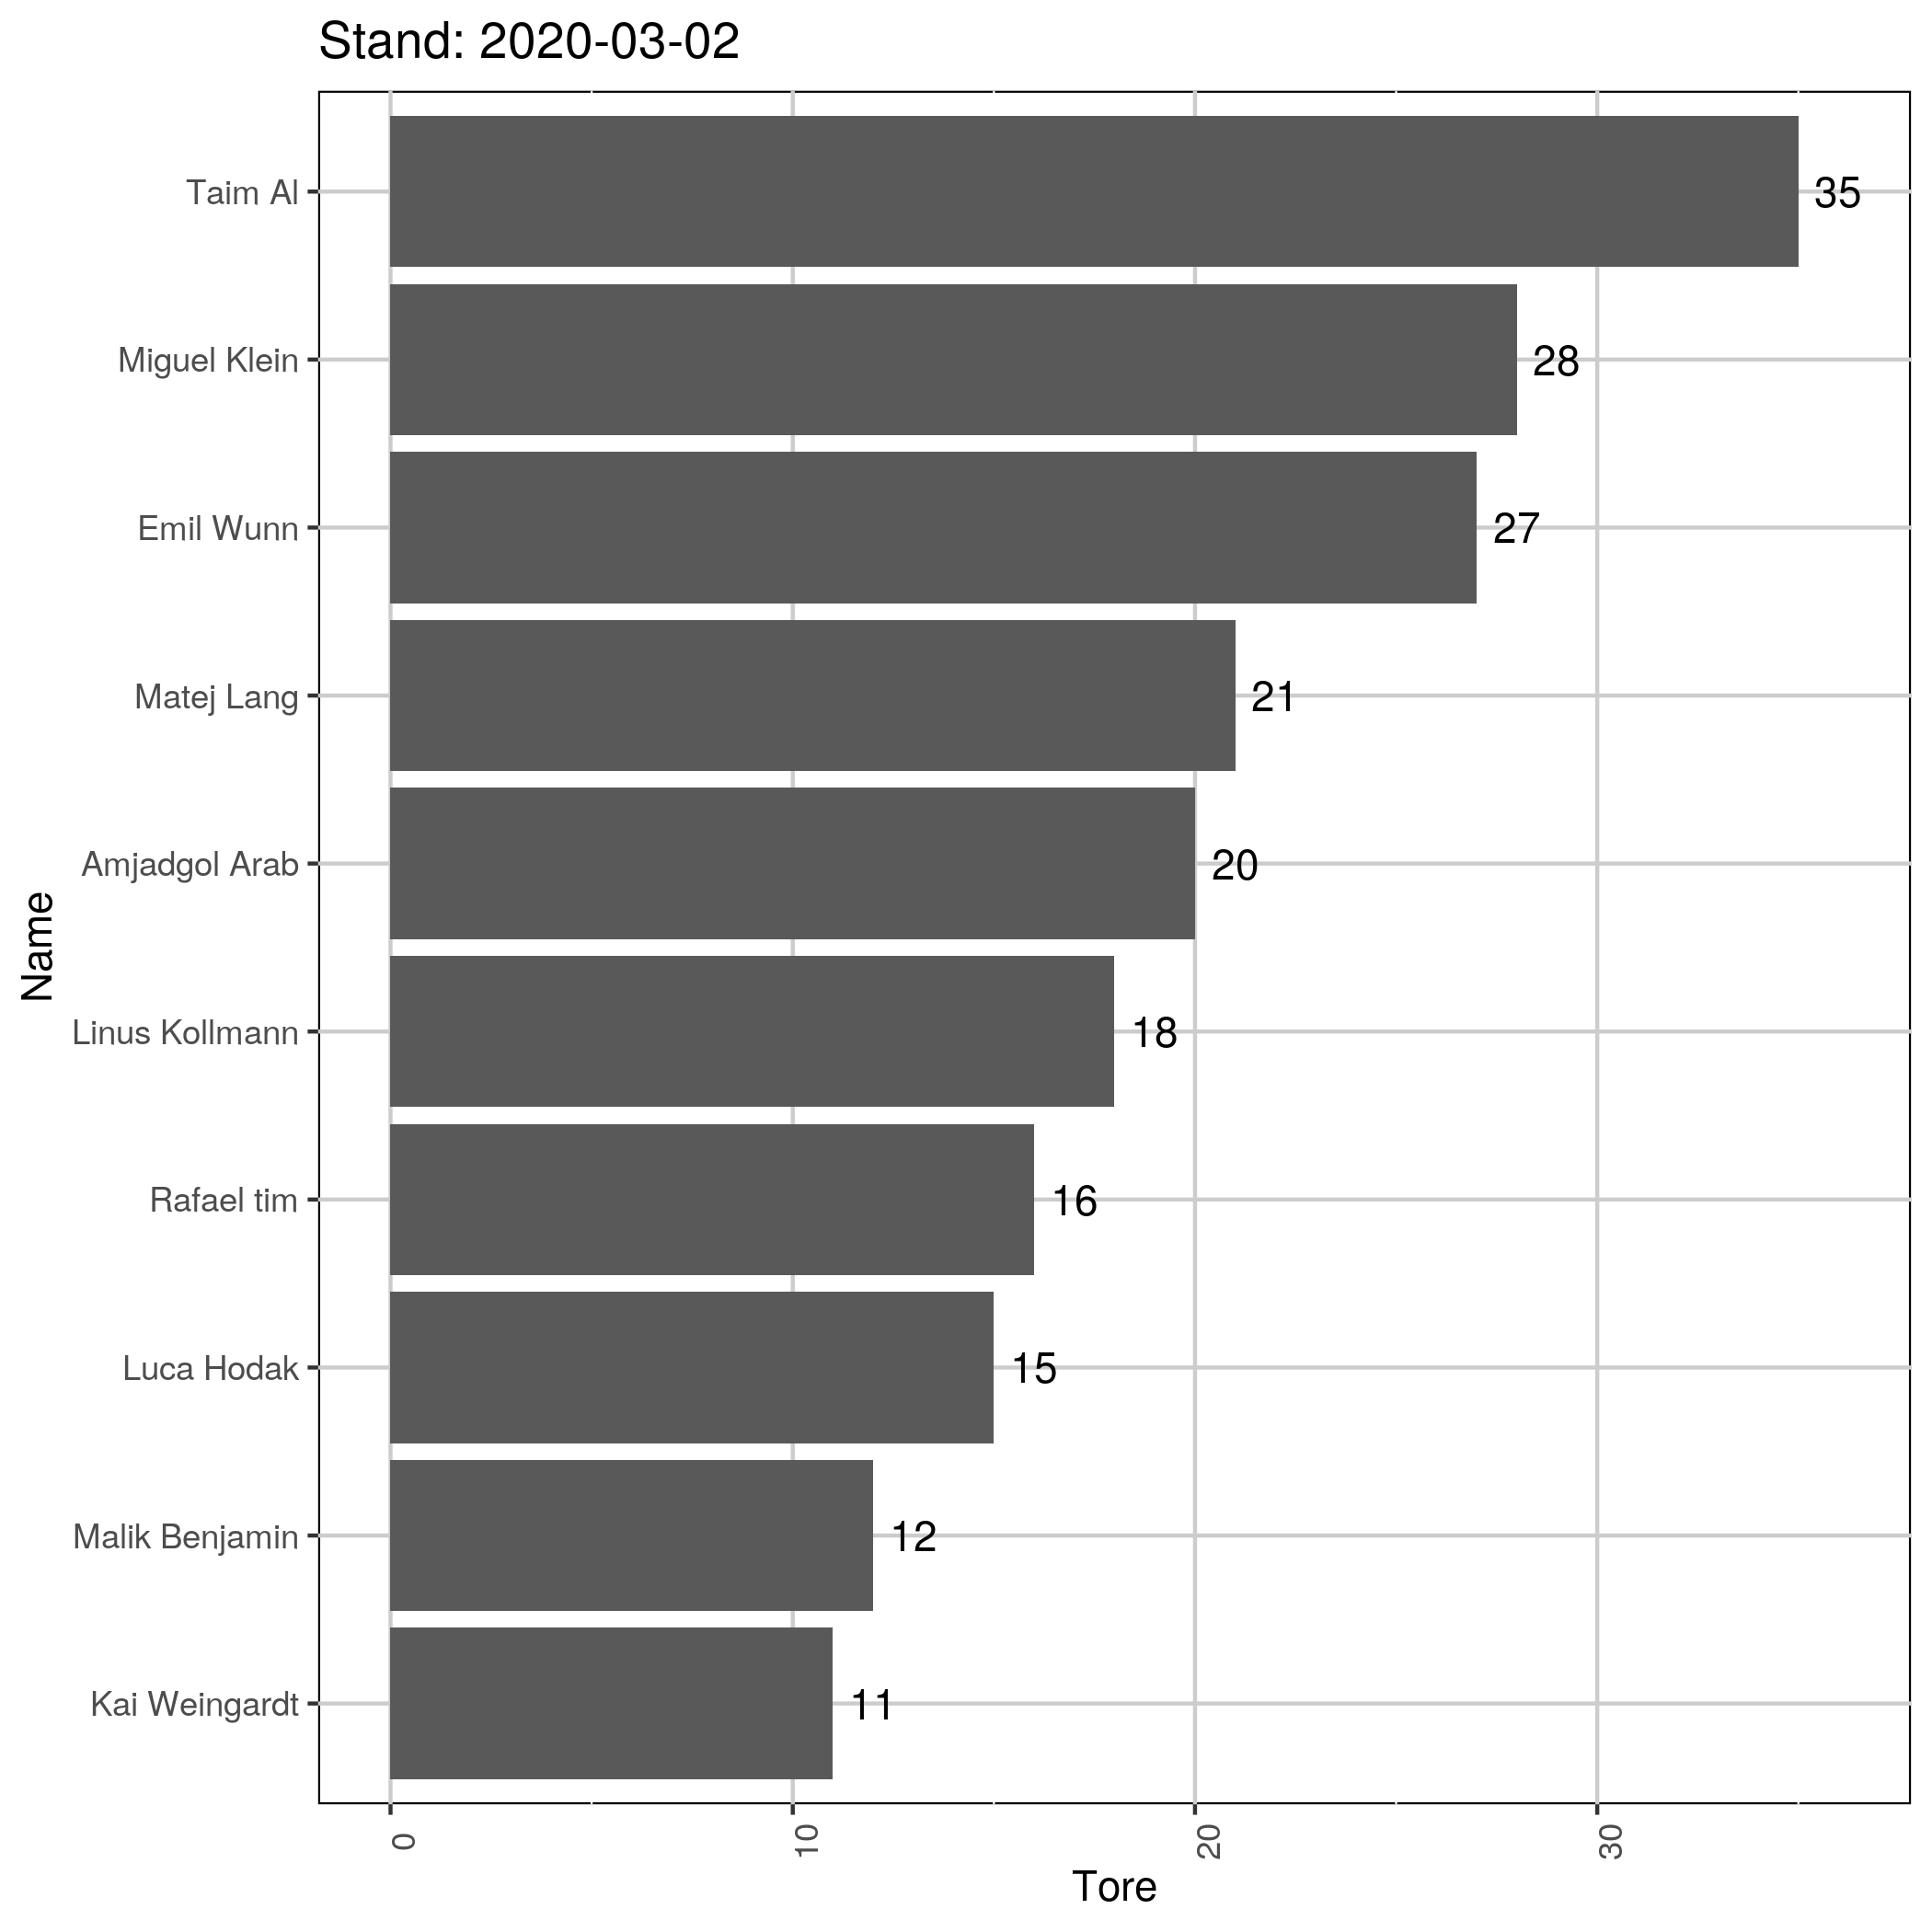 Stand: 2020-03-02
Name
Taim Al
35
Miguel Klein
28
Emil Wunn
27
Matej Lang
21
Amjadgol Arab
20
Linus Kollmann
18
Rafael tim
16
Luca Hodak
15
Malik Benjamin
12
Kai Weingardt
11
0
10
20
30
Tore